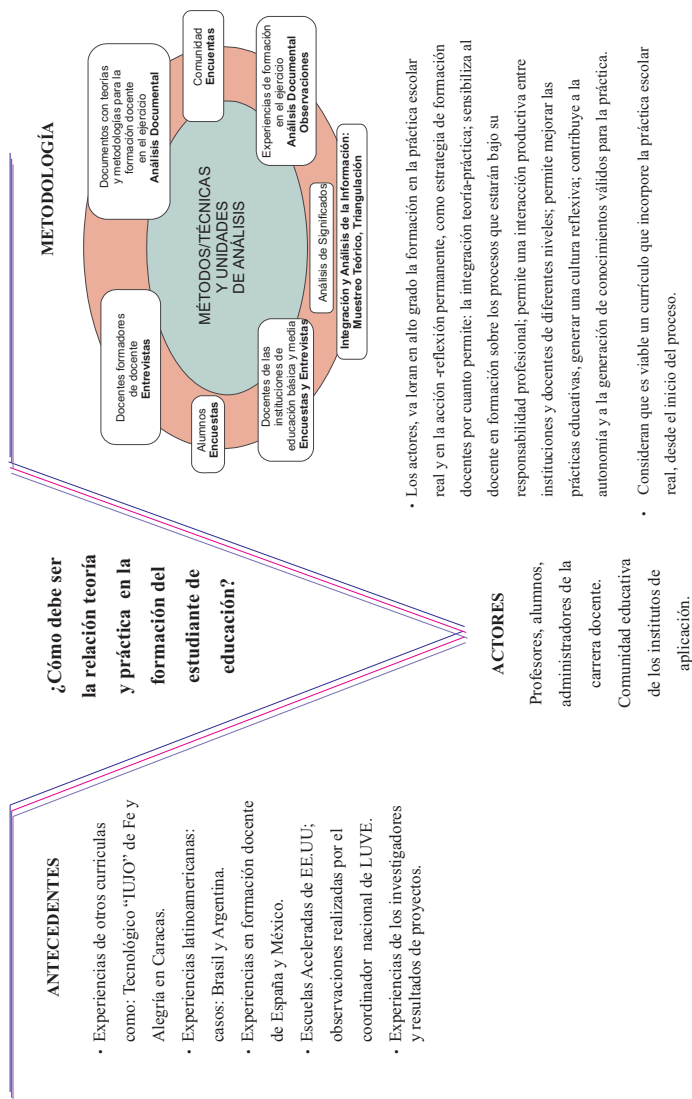 ANTECEDENTES
• Experiencias de otros curriculas
como: Tecnológico “IUJO” de Fe y
Alegría en Caracas.
• Experiencias latinoamericanas:
casos: Brasil y Argentina.
• Experiencias en formación docente
de España y México.
• Escuelas Aceleradas de EE.UU;
observaciones realizadas por el
coordinador nacional de LUVE.
• Experiencias de los investigadores
y resultados de proyectos.
¿Cómo debe ser
la relación teoría
y práctica en la
formación del
estudiante de
educación?
ACTORES
Profesores, alumnos,
administradores de la
carrera docente.
Comunidad educativa
de los institutos de
aplicación.
METODOLOGÍA
Docentes formadores
de docente
Entrevistas
Documentos con teorías
y metodologías para la
formación docente
en el ejercicio
Análisis Documental
Alumnos
Encuestas
MÉTODOS/TÉCNICAS
Y UNIDADES
DE ANÁLISIS
Comunidad
Encuentas
Docentes de las
instituciones de
educación básica y media
Encuestas y Entrevistas
Experiencias de formación
en el ejercicio
Análisis Documental
Observaciones
Análisis de Significados
Integración y Análisis de la Información:
Muestreo Teórico, Triangulación
• Los actores, va loran en alto grado la formación en la práctica escolar
real y en la acción -reflexión permanente, como estrategia de formación
docentes por cuanto permite: la integración teoría-práctica; sensibiliza al
docente en formación sobre los procesos que estarán bajo su
responsabilidad profesional; permite una interacción productiva entre
instituciones y docentes de diferentes niveles; permite mejorar las
prácticas educativas, generar una cultura reflexiva; contribuye a la
autonomía y a la generación de conocimientos válidos para la práctica.
• Consideran que es viable un currículo que incorpore la práctica escolar
real, desde el inicio del proceso.